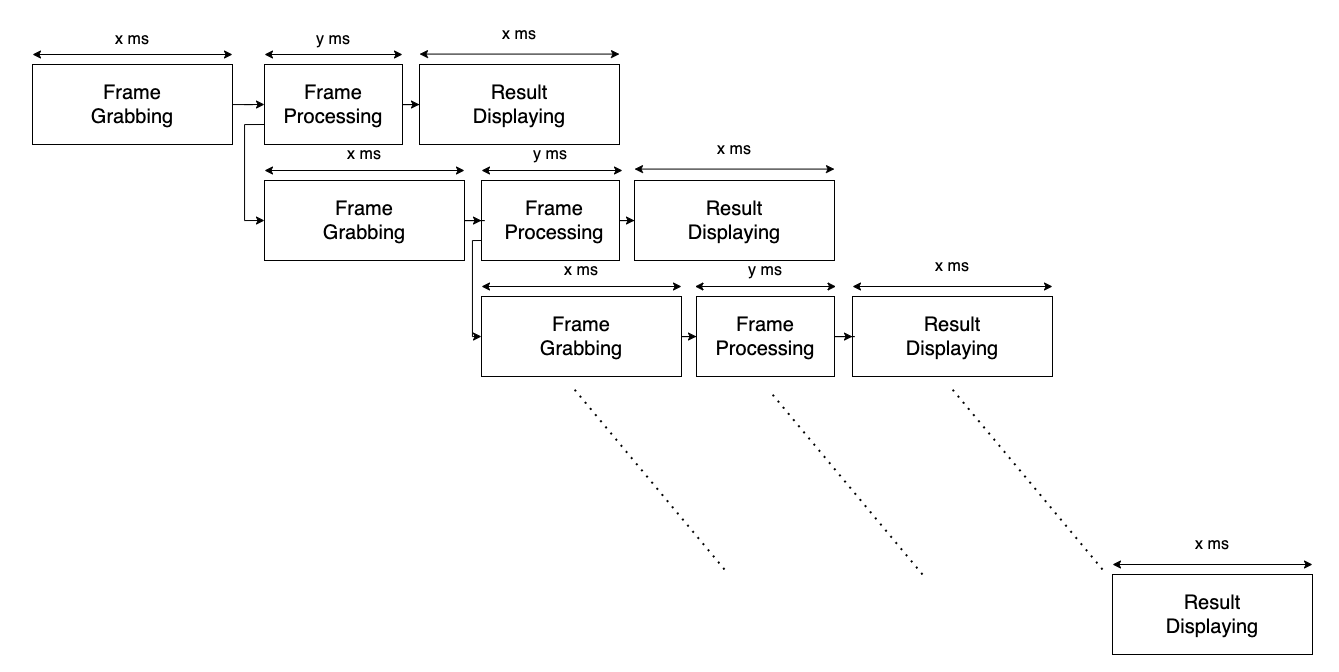 x ms
y ms
x ms
Frame
Grabbing
Frame
Processing
Result
Displaying
x ms
y ms
x ms
Frame
Grabbing
Frame
Processing
Result
Displaying
x ms
y ms
x ms
Frame
Grabbing
Frame
Processing
Result
Displaying
x ms
Result
Displaying